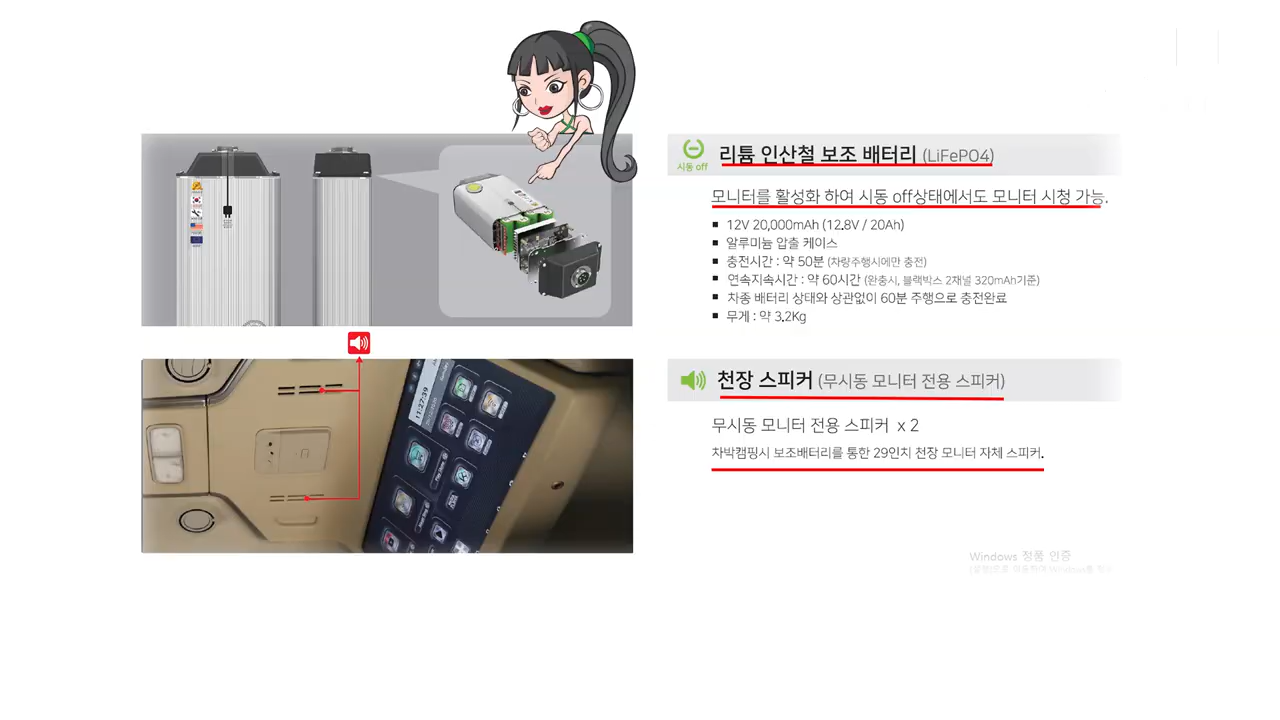 시동 off
리튬 인산철 보조 배터리 (LiFePO4)
모니터를 활성화 하여 시동 off상태에서도 모니터 시청 가능.
▪ 12V 20,000mAh (12.8V / 20Ah)
▪ 알루미늄 압출 케이스
▪ 충전시간 : 약 50분 (차량주행시에만 충전)
▪ 연속지속시간 : 약 60시간 (완충시, 블랙박스 2채널 320mAh기준)
▪ 차종 배터리 상태와 상관없이 60분 주행으로 충전완료
▪ 무게 : 약 3.2Kg
11:27:39
천장 스피커 (무시동 모니터 전용 스피커)
무시동 모니터 전용 스피커 x 2
차박캠핑시 보조배터리를 통한 29인치 천장 모니터 자체 스피커.
Windows 정품 인증